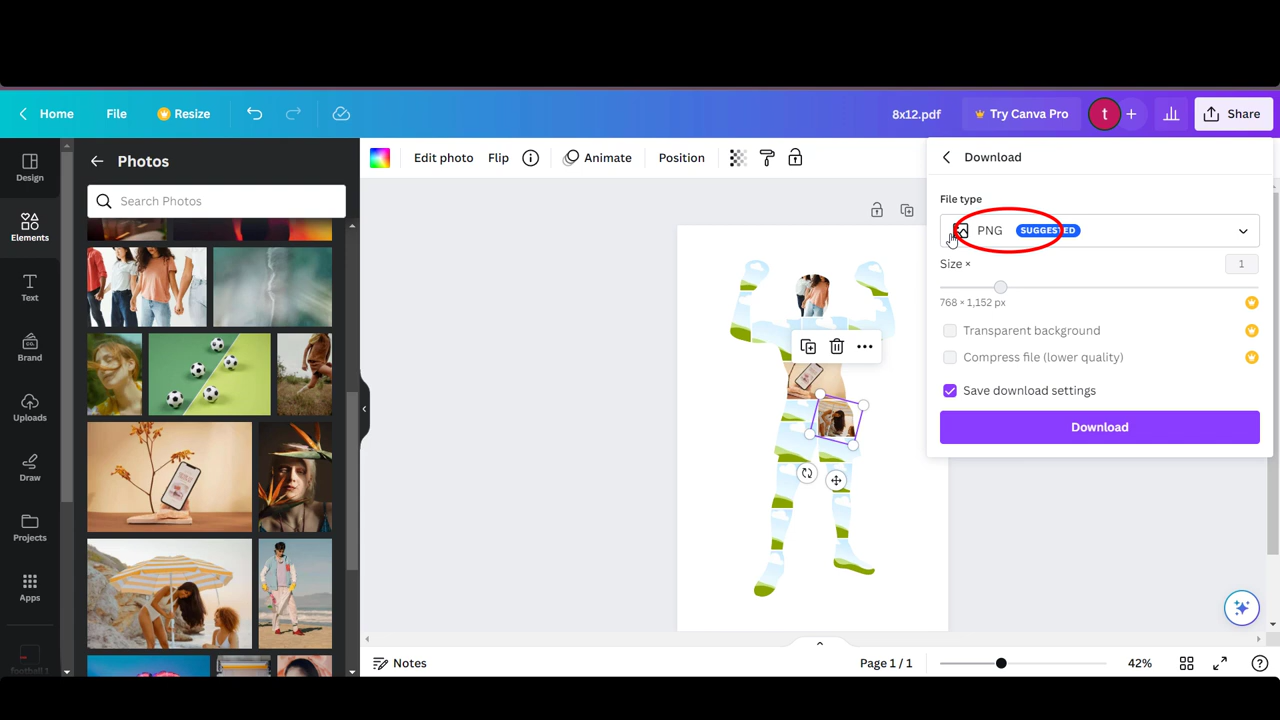 Home File Resize 8x12.pdf Try Canva Pro t + Share
Design
Elements
Text
Brand
Uploads
Draw
Projects
Apps
Photos
Search Photos
Edit photo Flip Animate Position
Download
File type
PNG SUGGESTED
Size × 1
768 × 1,152 px
Transparent background
Compress file (lower quality)
Save download settings
Download
Notes Page 1 / 1 42%